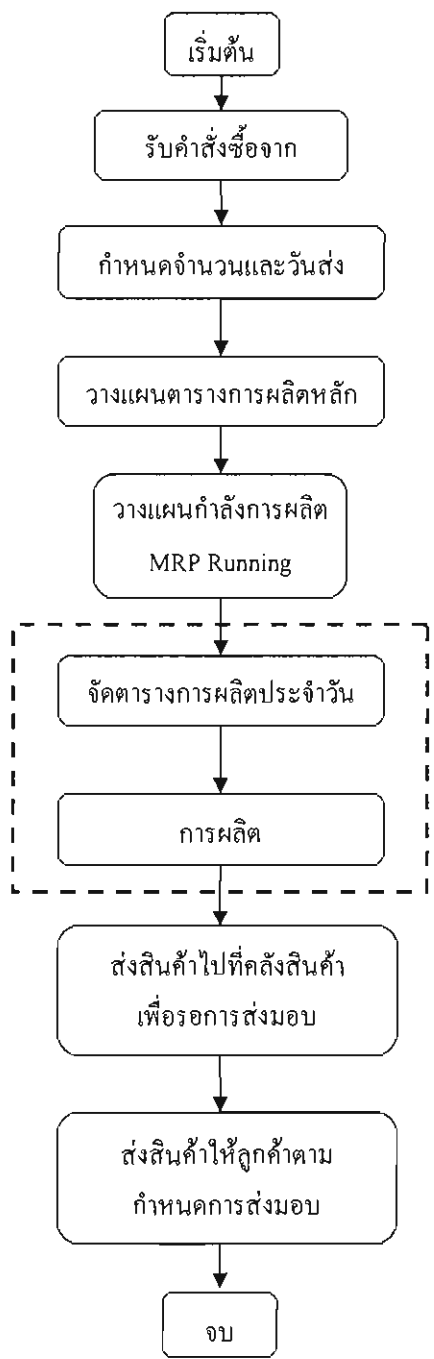 เริ่มต้น
รับคำสั่งซื้อจาก
กำหนดจำนวนและวันส่ง
วางแผนตารางการผลิตหลัก
วางแผนกำลังการผลิต
MRP Running
จัดตารางการผลิตประจำวัน
การผลิต
ส่งสินค้าไปที่คลังสินค้า
เพื่อรอการส่งมอบ
ส่งสินค้าให้ลูกค้าตาม
กำหนดการส่งมอบ
จบ